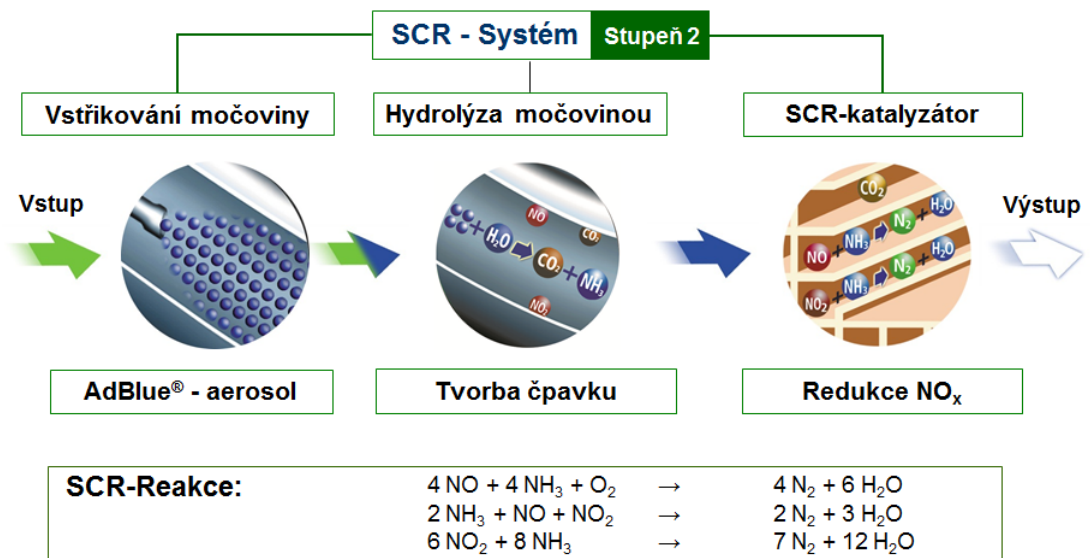 SCR - Systém Stupeň 2
Vstřikování močoviny
Hydrolýza močovinou
SCR-katalyzátor
Vstup
Výstup
H₂O CO₂ NH₃
NO
CO₂
NO₂
CO₂
NO + NH₃ N₂ + H₂O
NO₂ + NH₃ N₂ + H₂O
AdBlue® - aerosol
Tvorba čpavku
Redukce NOₓ
SCR-Reakce:
4 NO + 4 NH₃ + O₂ → 4 N₂ + 6 H₂O
2 NH₃ + NO + NO₂ → 2 N₂ + 3 H₂O
6 NO₂ + 8 NH₃ → 7 N₂ + 12 H₂O